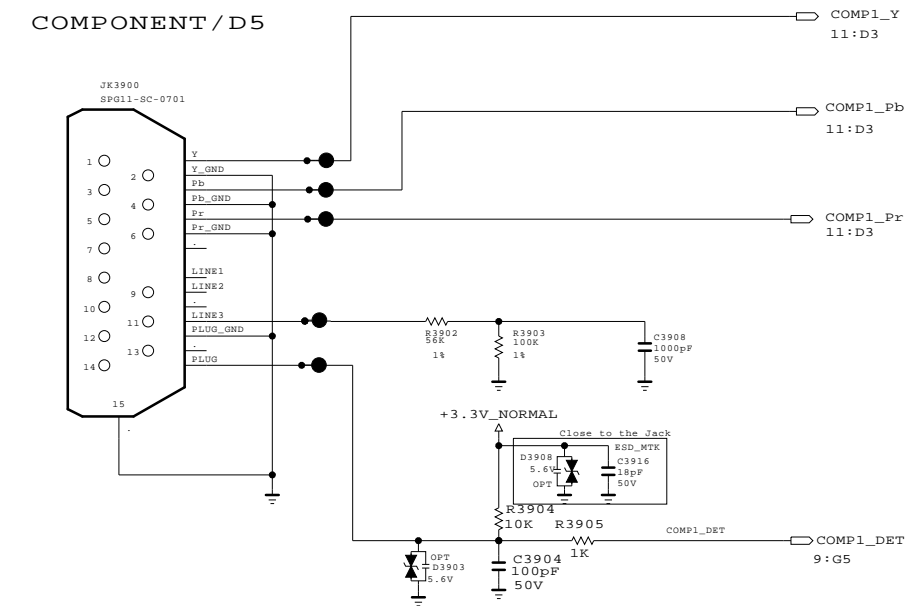 COMPONENT/D5
COMP1_Y
11:D3
JK3900
SPG11-SC-0701
COMP1_Pb
11:D3
1
2
3
4
5
6
7
8
9
10
11
12
13
14
15
.
Y
Y_GND
Pb
Pb_GND
Pr
Pr_GND
.
LINE1
LINE2
.
LINE3
PLUG_GND
.
PLUG
COMP1_Pr
11:D3
R3902
56K
1%
R3903
100K
1%
C3908
1000pF
50V
+3.3V_NORMAL
Close to the Jack
ESD_MTK
D3908
5.6V
OPT
C3916
18pF
50V
R3904
10K
R3905
1K
COMP1_DET
COMP1_DET
9:G5
OPT
D3903
5.6V
C3904
100pF
50V